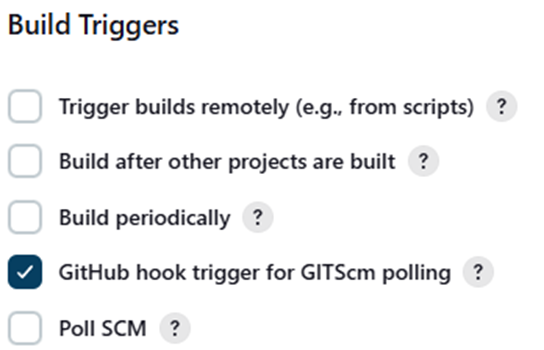 Build Triggers
Trigger builds remotely (e.g., from scripts) ?
Build after other projects are built ?
Build periodically ?
GitHub hook trigger for GITScm polling ?
Poll SCM ?